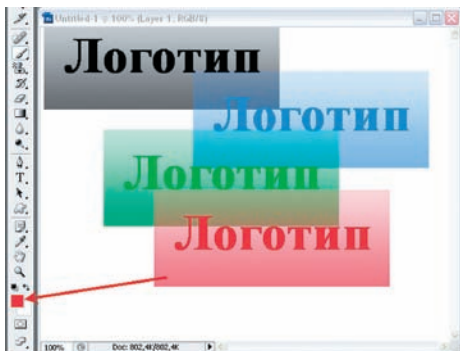 Untitled-1 @ 100% (Layer 1, RGB/8)
Логотип
Логотип
Логотип
Логотип
100%
Doc: 802,4K/802,4K